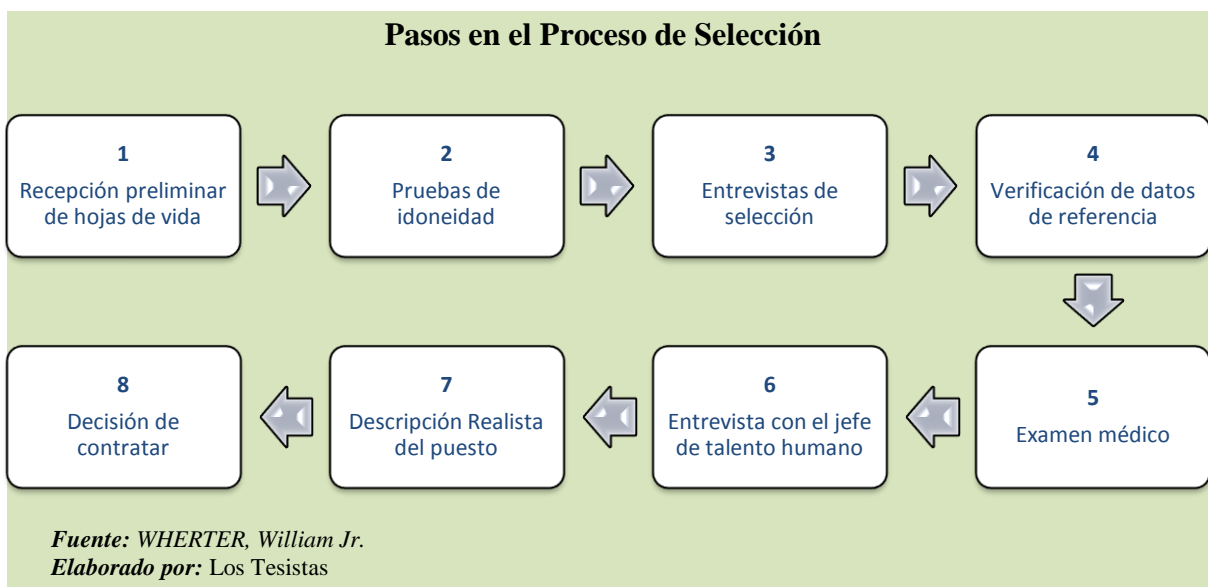 Pasos en el Proceso de Selección
1
Recepción preliminar
de hojas de vida
2
Pruebas de
idoneidad
3
Entrevistas de
selección
4
Verificación de datos
de referencia
5
Examen médico
6
Entrevista con el jefe
de talento humano
7
Descripción Realista
del puesto
8
Decisión de
contratar
Fuente: WHERTER, William Jr.
Elaborado por: Los Tesistas